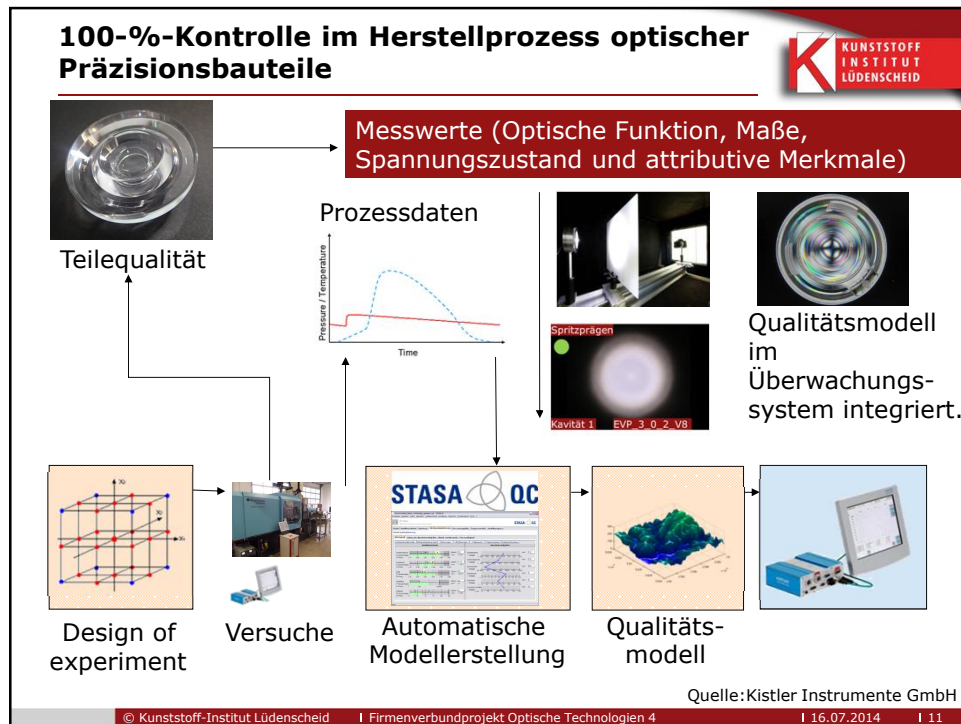 100-%-Kontrolle im Herstellprozess optischer
Präzisionsbauteile
KUNSTSTOFF
INSTITUT
LÜDENSCHEID
Messwerte (Optische Funktion, Maße,
Spannungszustand und attributive Merkmale)
Teilequalität
Prozessdaten
Pressure / Temperature
Time
Spritzprägen
Kavität 1 EVP_3_0_2_V8
Qualitätsmodell
im
Überwachungs-
system integriert.
STASA QC
Design of
experiment
Versuche
Automatische
Modellerstellung
Qualitäts-
modell
Quelle:Kistler Instrumente GmbH
© Kunststoff-Institut Lüdenscheid I Firmenverbundprojekt Optische Technologien 4 I 16.07.2014 I 11